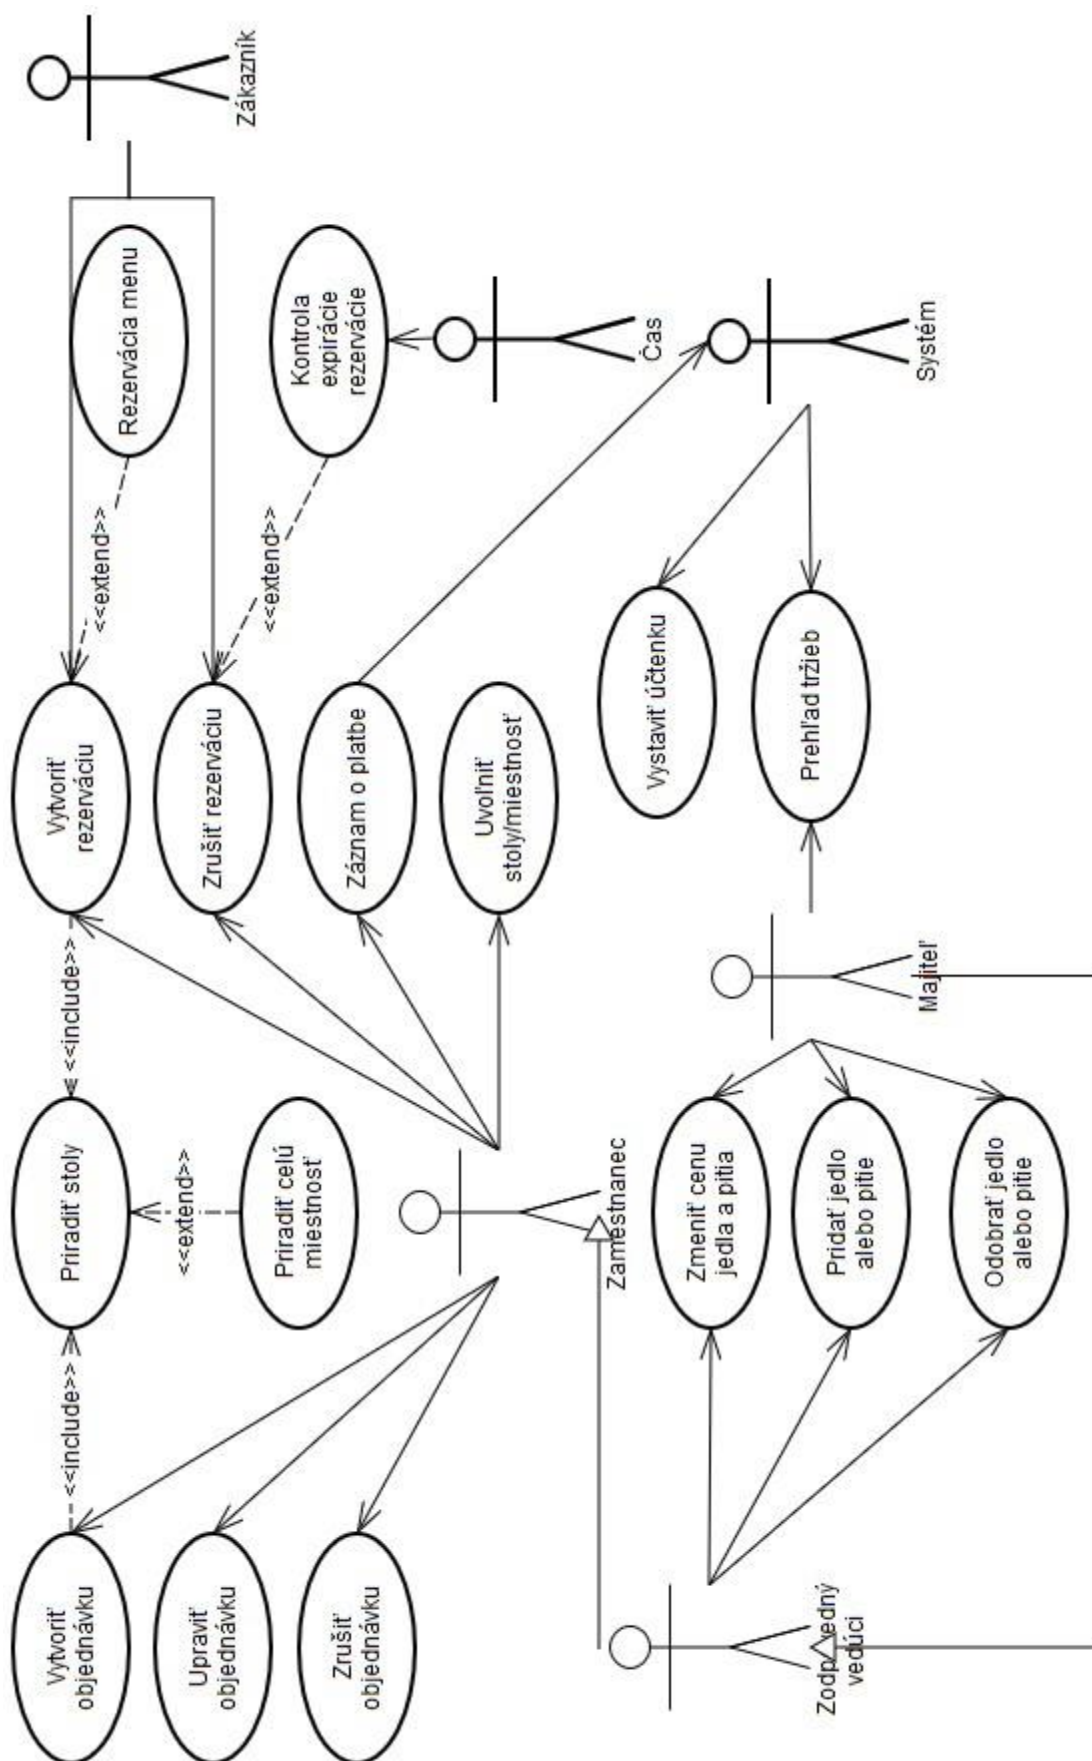 Vytvoriť
objednávku
<<include>>
Priradiť stoly
<<include>>
Vytvoriť
rezerváciu
<<extend>>
Rezervácia menu
Zákazník
Upraviť
objednávku
<<extend>>
Zrušiť rezerváciu
<<extend>>
Zrušiť
objednávku
Priradiť celú
miestnosť
Záznam o platbe
Kontrola
expirácie
rezervácie
Uvoľniť
stoly/miestnosť
Čas
Zamestnanec
Vystaviť účtenku
Zmeniť cenu
jedla a pitia
Prehľad tržieb
Systém
Zodpovedný
vedúci
Pridať jedlo
alebo pitie
Majiteľ
Odobrať jedlo
alebo pitie